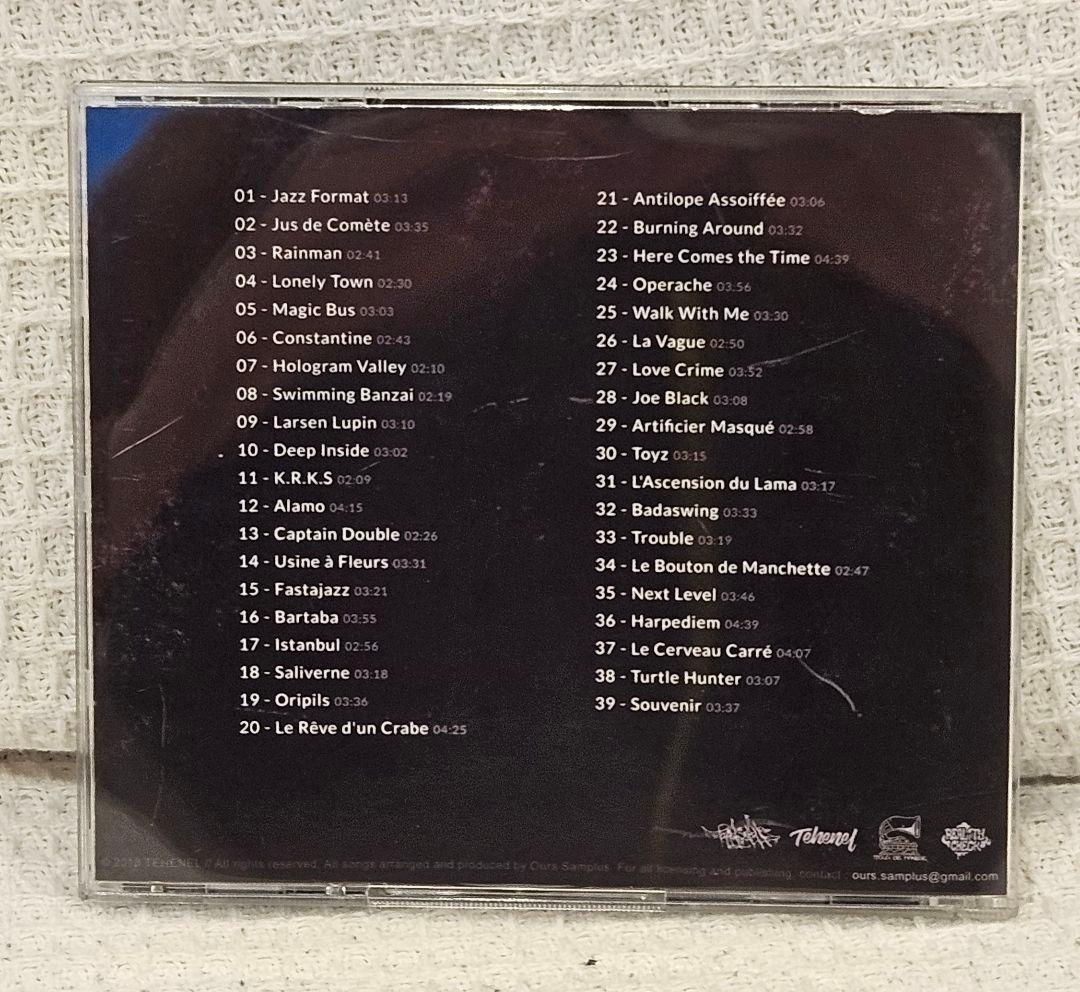 01 - Jazz Format 03:13
02 - Jus de Comète 03:35
03 - Rainman 02:41
04 - Lonely Town 02:30
05 - Magic Bus 03:03
06 - Constantine 02:43
07 - Hologram Valley 02:10
08 - Swimming Banzai 02:19
09 - Larsen Lupin 03:10
10 - Deep Inside 03:02
11 - K.R.K.S 02:09
12 - Alamo 04:15
13 - Captain Double 02:26
14 - Usine à Fleurs 03:31
15 - Fastajazz 03:21
16 - Bartaba 03:55
17 - Istanbul 02:56
18 - Saliverne 03:18
19 - Oripils 03:36
20 - Le Rêve d'un Crabe 04:25
21 - Antilope Assoiffée 03:06
22 - Burning Around 03:32
23 - Here Comes the Time 04:39
24 - Operache 03:56
25 - Walk With Me 03:30
26 - La Vague 02:50
27 - Love Crime 03:52
28 - Joe Black 03:08
29 - Artificier Masqué 02:58
30 - Toyz 03:15
31 - L'Ascension du Lama 03:17
32 - Badaswing 03:33
33 - Trouble 03:19
34 - Le Bouton de Manchette 02:47
35 - Next Level 03:46
36 - Harpediem 04:39
37 - Le Cerveau Carré 04:07
38 - Turtle Hunter 03:07
39 - Souvenir 03:37
Tehenel
REALITY
CHECK
© 2018 TEHENEL // All rights reserved. All songs arranged and produced by Ours Samplus. For all licensing and publishing, contact : ours.samplus@gmail.com